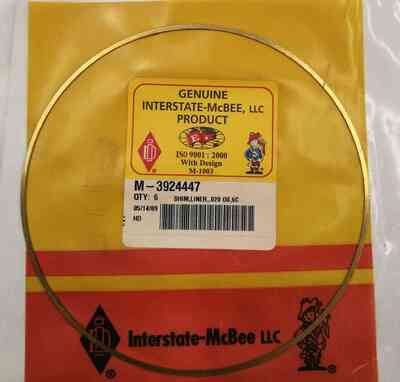 GENUINE
INTERSTATE-McBEE, LLC
PRODUCT
ISO 9001 : 2000
With Design
M-1003
M-3924447
QTY: 6 SHIM,LINER,.020 OS,6C
05/14/09
HD
Interstate-McBee LLC